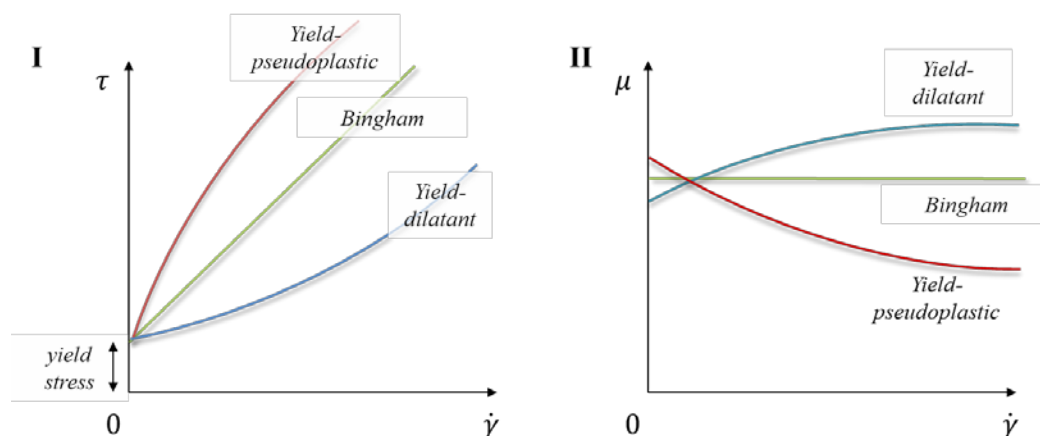 I
τ
Yield-
pseudoplastic
Bingham
Yield-
dilatant
yield
stress
0
γ̇
II
μ
Yield-
dilatant
Bingham
Yield-
pseudoplastic
0
γ̇